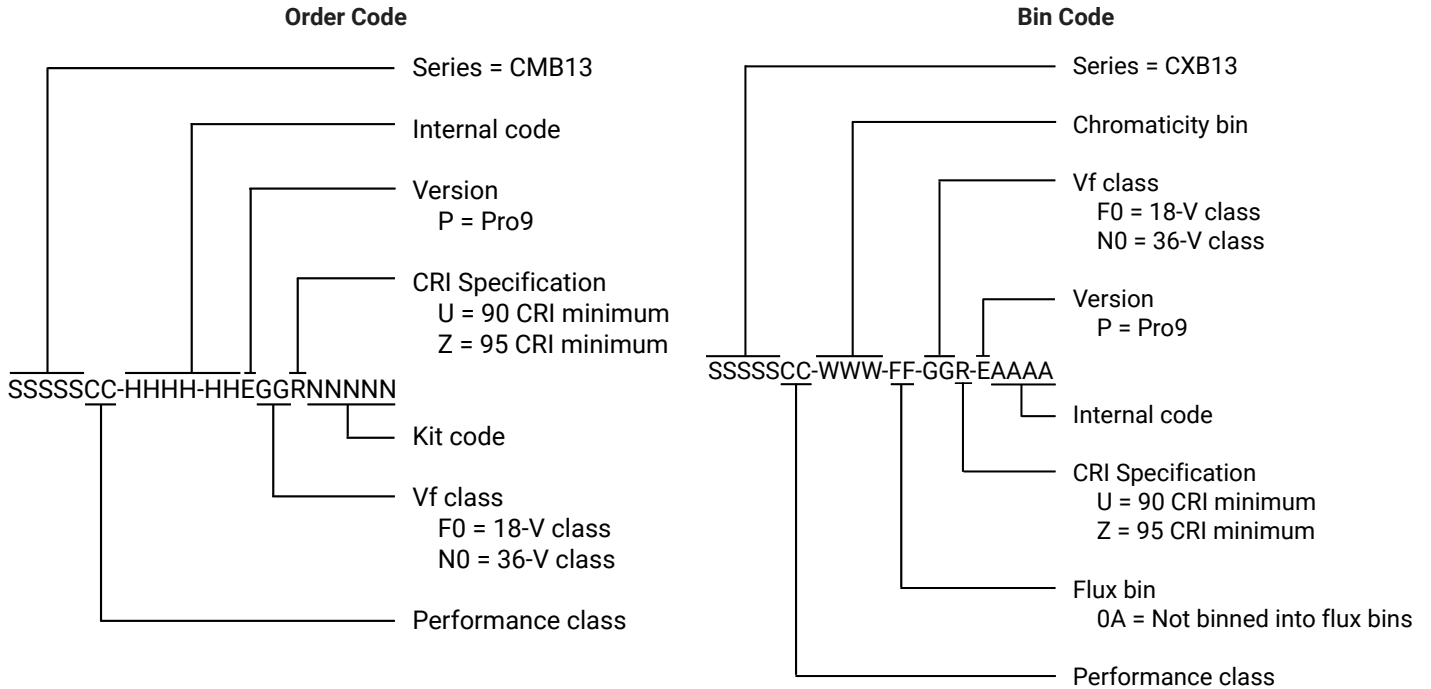 Order Code
Series = CMB13
Internal code
Version
P = Pro9
CRI Specification
U = 90 CRI minimum
Z = 95 CRI minimum
SSSSSCC-HHHH-HHEGGRNNNNN
Kit code
Vf class
F0 = 18-V class
N0 = 36-V class
Performance class
Bin Code
Series = CXB13
Chromaticity bin
Vf class
F0 = 18-V class
N0 = 36-V class
Version
P = Pro9
SSSSSCC-WWW-FF-GGR-EAAAA
Internal code
CRI Specification
U = 90 CRI minimum
Z = 95 CRI minimum
Flux bin
0A = Not binned into flux bins
Performance class